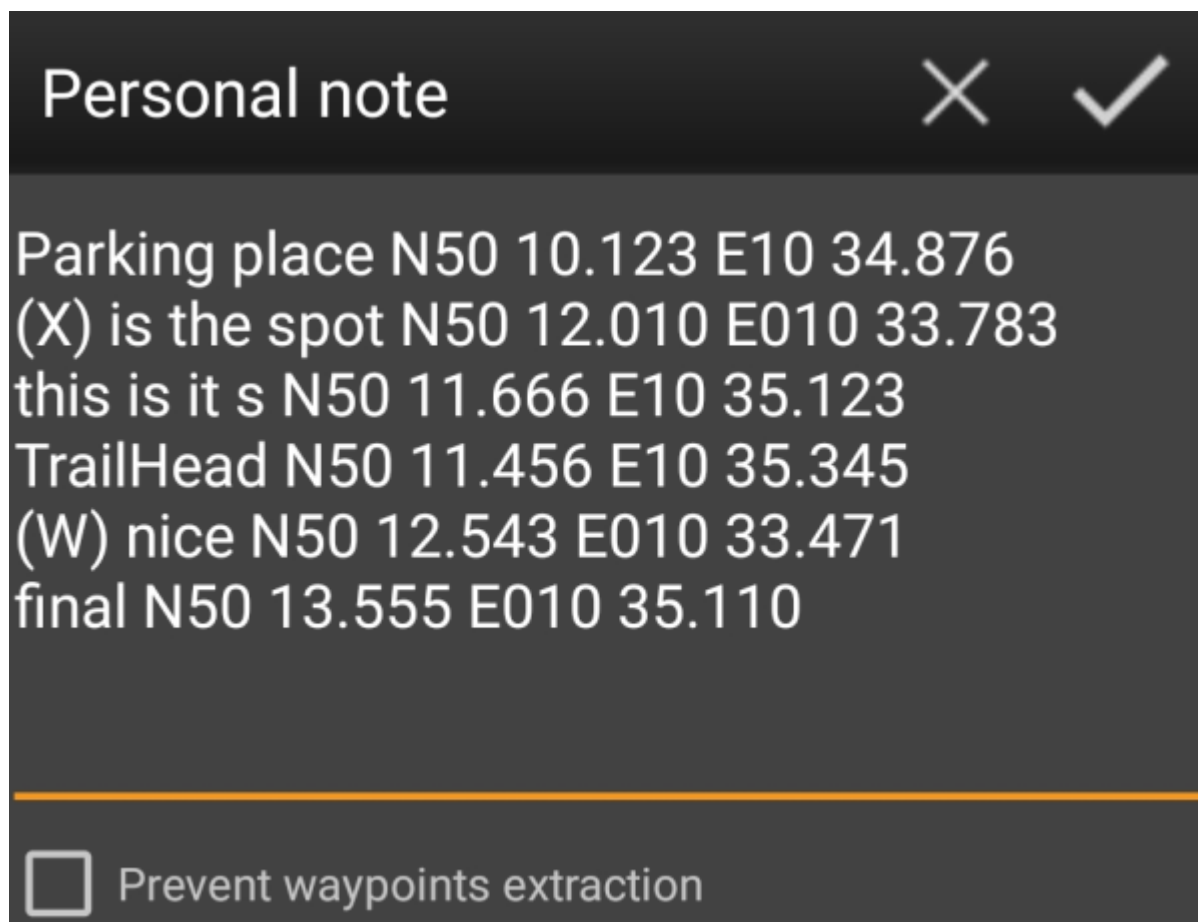 Personal note
Parking place N50 10.123 E10 34.876
(X) is the spot N50 12.010 E010 33.783
this is it s N50 11.666 E10 35.123
TrailHead N50 11.456 E10 35.345
(W) nice N50 12.543 E010 33.471
final N50 13.555 E010 35.110
Prevent waypoints extraction